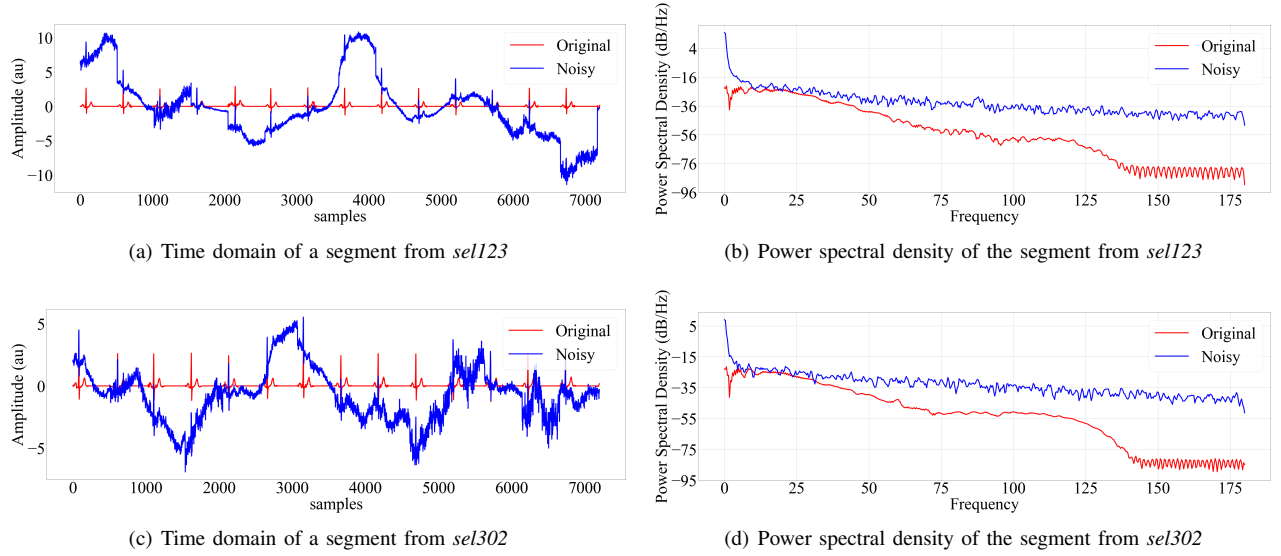 10
5
0
−5
−10
Amplitude (au)
Original
Noisy
0 1000 2000 3000 4000 5000 6000 7000
samples
(a) Time domain of a segment from sel123
4
−16
−36
−56
−76
−96
Power Spectral Density (dB/Hz)
Original
Noisy
0 25 50 75 100 125 150 175
Frequency
(b) Power spectral density of the segment from sel123
5
0
−5
Amplitude (au)
Original
Noisy
0 1000 2000 3000 4000 5000 6000 7000
samples
(c) Time domain of a segment from sel302
5
−15
−35
−55
−75
−95
Power Spectral Density (dB/Hz)
Original
Noisy
0 25 50 75 100 125 150 175
Frequency
(d) Power spectral density of the segment from sel302